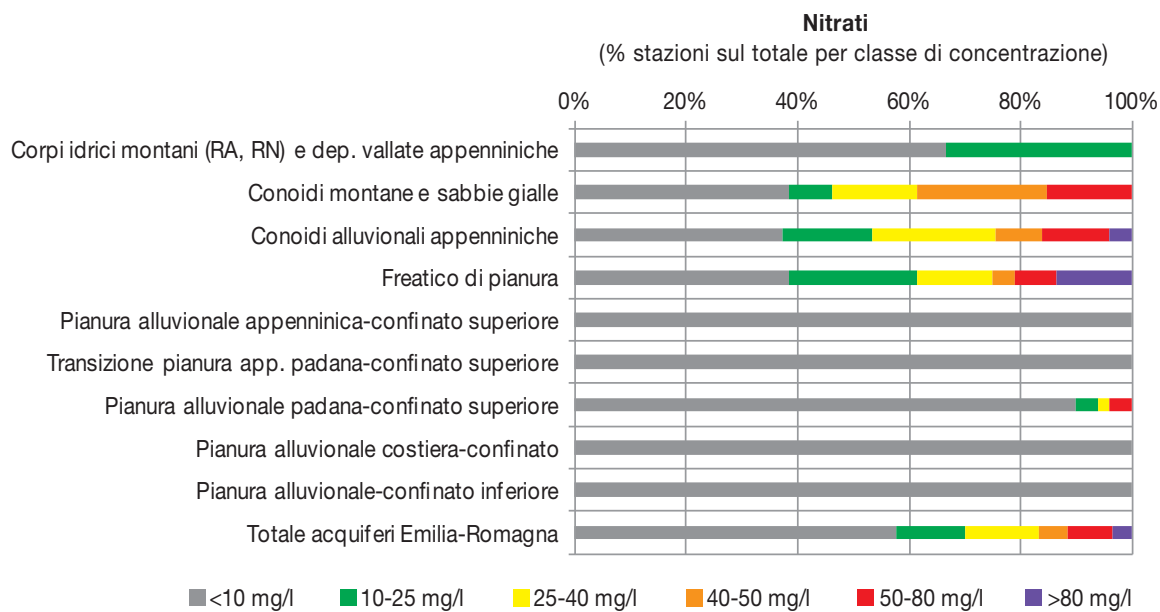 Nitrati
(% stazioni sul totale per classe di concentrazione)
0% 20% 40% 60% 80% 100%
Corpi idrici montani (RA, RN) e dep. vallate appenniniche
Conoidi montane e sabbie gialle
Conoidi alluvionali appenniniche
Freatico di pianura
Pianura alluvionale appenninica-confinato superiore
Transizione pianura app. padana-confinato superiore
Pianura alluvionale padana-confinato superiore
Pianura alluvionale costiera-confinato
Pianura alluvionale-confinato inferiore
Totale acquiferi Emilia-Romagna
<10 mg/l 10-25 mg/l 25-40 mg/l 40-50 mg/l 50-80 mg/l >80 mg/l